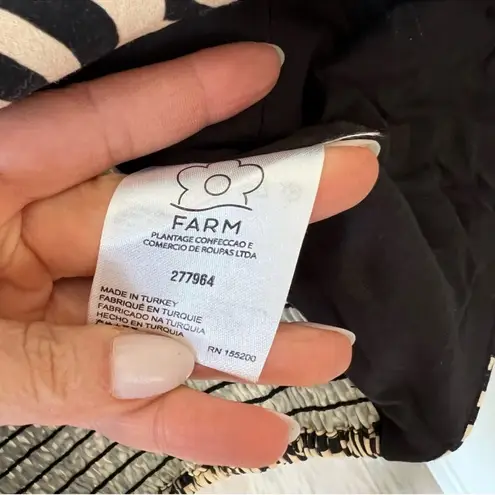 FARM
PLANTAGE CONFECCAO E
COMERCIO DE ROUPAS LTDA
277964
MADE IN TURKEY
FABRIQUÉ EN TURQUIE
FABRICADO NA TURQUIA
HECHO EN TURQUIA
RN 155200